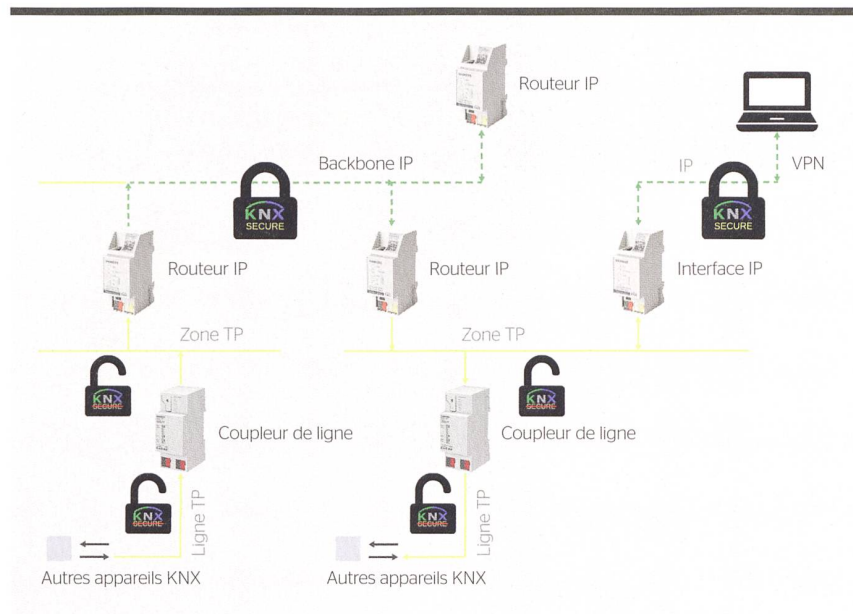 Routeur IP
Backbone IP
IP
VPN
KNX
SECURE
KNX
SECURE
Routeur IP
Routeur IP
Interface IP
Zone TP
Zone TP
KNX
SECURE
KNX
SECURE
Coupleur de ligne
Coupleur de ligne
KNX
SECURE
Ligne TP
KNX
SECURE
Ligne TP
Autres appareils KNX
Autres appareils KNX